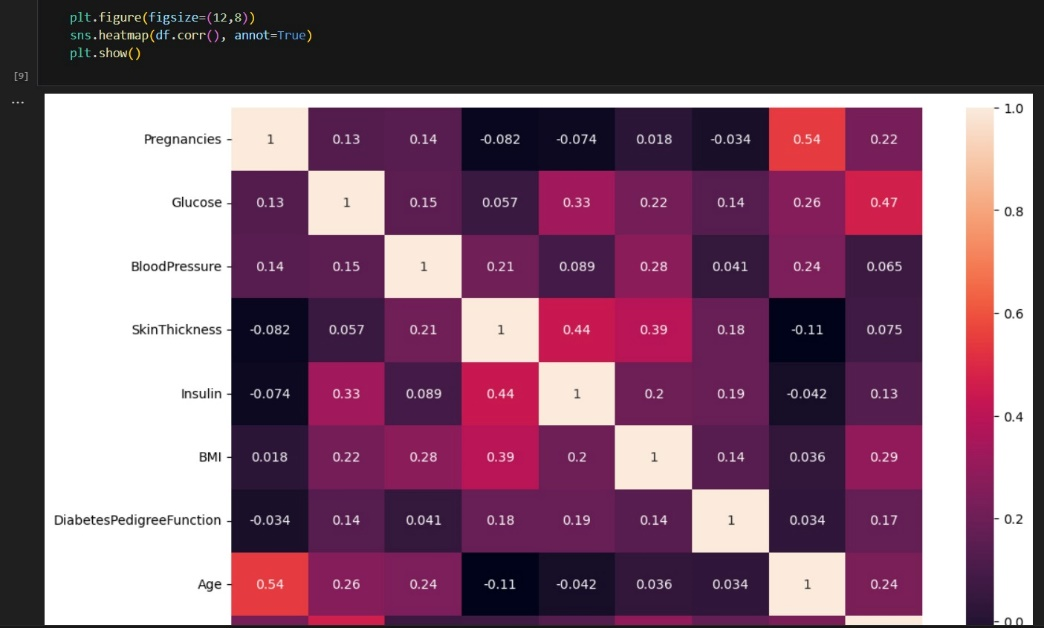 plt.figure(figsize=(12,8))
sns.heatmap(df.corr(), annot=True)
plt.show()
[9]
...
Pregnancies 1 0.13 0.14 -0.082 -0.074 0.018 -0.034 0.54 0.22
Glucose 0.13 1 0.15 0.057 0.33 0.22 0.14 0.26 0.47
BloodPressure 0.14 0.15 1 0.21 0.089 0.28 0.041 0.24 0.065
SkinThickness -0.082 0.057 0.21 1 0.44 0.39 0.18 -0.11 0.075
Insulin -0.074 0.33 0.089 0.44 1 0.2 0.19 -0.042 0.13
BMI 0.018 0.22 0.28 0.39 0.2 1 0.14 0.036 0.29
DiabetesPedigreeFunction -0.034 0.14 0.041 0.18 0.19 0.14 1 0.034 0.17
Age 0.54 0.26 0.24 -0.11 -0.042 0.036 0.034 1 0.24
1.0
0.8
0.6
0.4
0.2
0.0